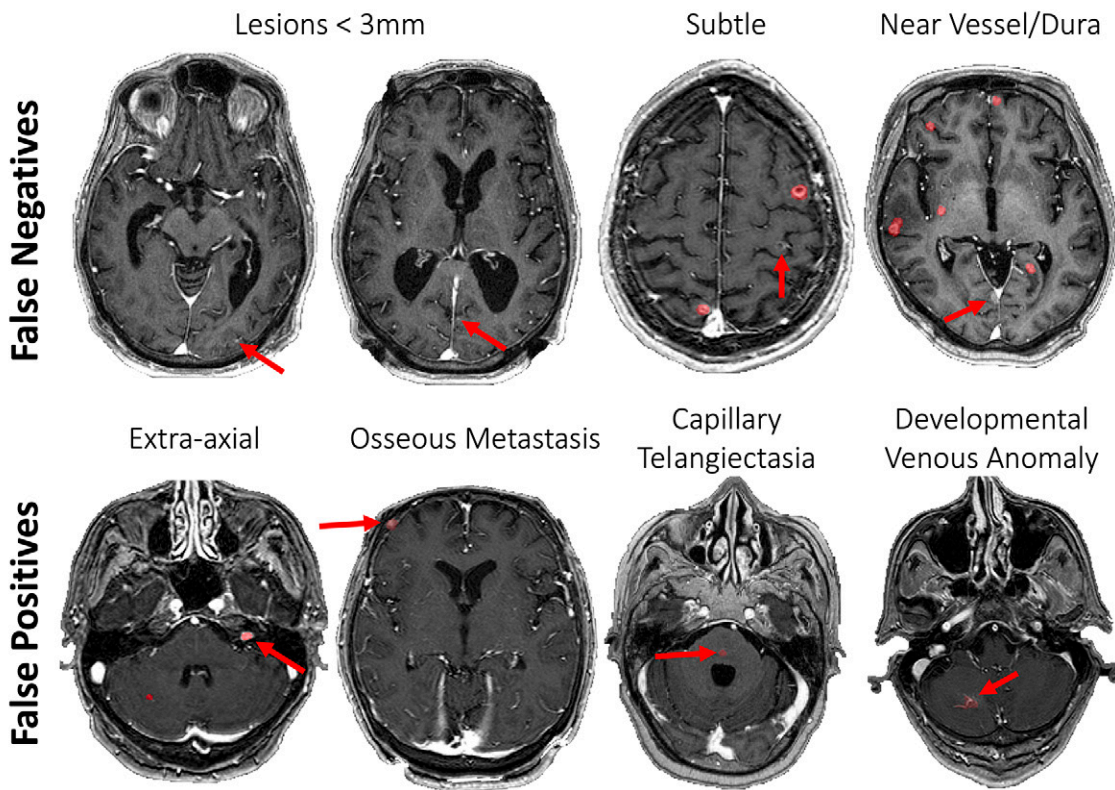 Lesions < 3mm
Subtle
Near Vessel/Dura
False Negatives
Extra-axial
Osseous Metastasis
Capillary
Telangiectasia
Developmental
Venous Anomaly
False Positives